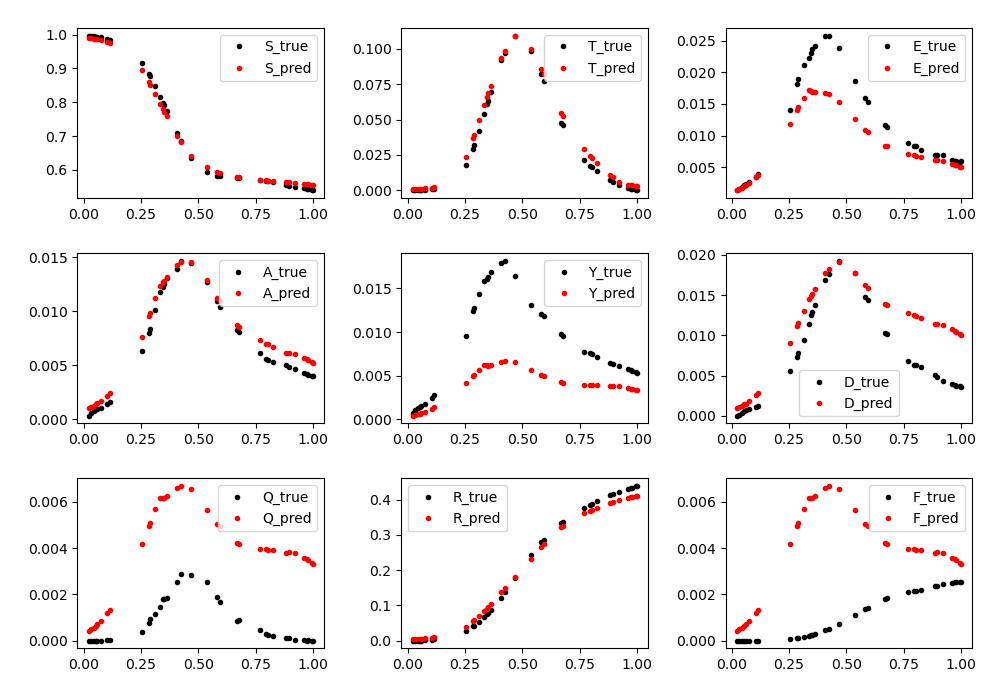 1.0
0.9
0.8
0.7
0.6
S_true
S_pred
0.00 0.25 0.50 0.75 1.00
0.100
0.075
0.050
0.025
0.000
T_true
T_pred
0.00 0.25 0.50 0.75 1.00
0.025
0.020
0.015
0.010
0.005
E_true
E_pred
0.00 0.25 0.50 0.75 1.00
0.015
0.010
0.005
0.000
A_true
A_pred
0.00 0.25 0.50 0.75 1.00
0.015
0.010
0.005
0.000
Y_true
Y_pred
0.00 0.25 0.50 0.75 1.00
0.020
0.015
0.010
0.005
0.000
D_true
D_pred
0.00 0.25 0.50 0.75 1.00
0.006
0.004
0.002
0.000
Q_true
Q_pred
0.00 0.25 0.50 0.75 1.00
0.4
0.3
0.2
0.1
0.0
R_true
R_pred
0.00 0.25 0.50 0.75 1.00
0.006
0.004
0.002
0.000
F_true
F_pred
0.00 0.25 0.50 0.75 1.00